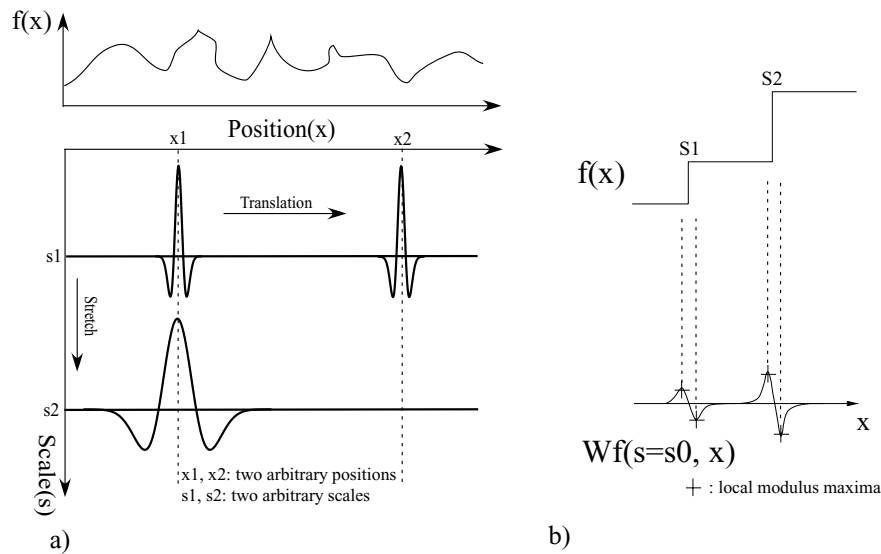 f(x)
Position(x)
x1 x2
Translation
s1
Stretch
s2
Scale(s)
x1, x2: two arbitrary positions
s1, s2: two arbitrary scales
a)
S2
S1
f(x)
x
Wf(s=s0, x)
: local modulus maxima
b)